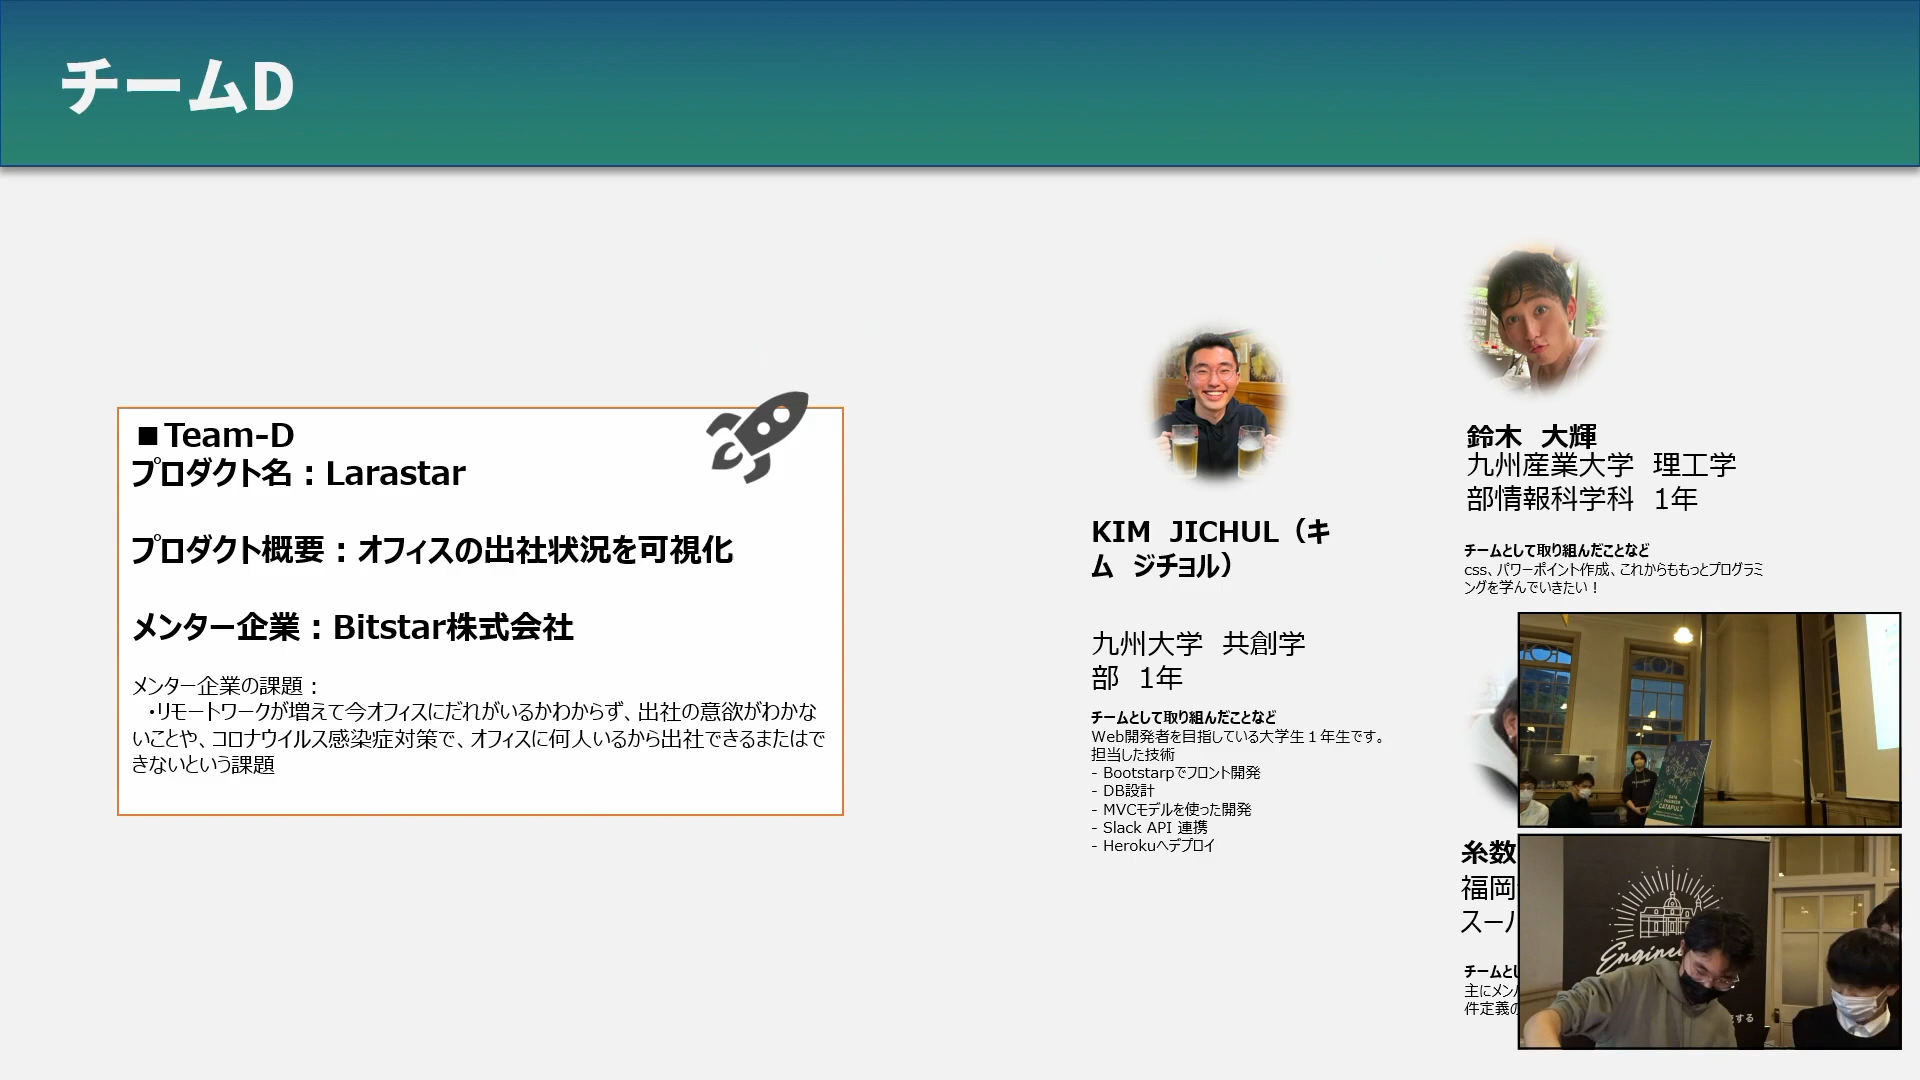 チームD
■Team-D
プロダクト名：Larastar
プロダクト概要：オフィスの出社状況を可視化
メンター企業：Bitstar株式会社
メンター企業の課題：
・リモートワークが増えて今オフィスにだれがいるかわからず、出社の意欲がわかな
いことや、コロナウイルス感染症対策で、オフィスに何人いるから出社できるまたはで
きないという課題
KIM JICHUL（キ
ム ジチョル）
九州大学 共創学
部 1年
チームとして取り組んだことなど
Web開発者を目指している大学生１年生です。
担当した技術
- Bootstarpでフロント開発
- DB設計
- MVCモデルを使った開発
- Slack API 連携
- Herokuへデプロイ
鈴木 大輝
九州産業大学 理工学
部情報科学科 1年
チームとして取り組んだことなど
css、パワーポイント作成、これからももっとプログラミ
ングを学んでいきたい！
糸数
福岡
スーパ
チームとし
主にメンバ
件定義の
CATAPULT
Engine
する